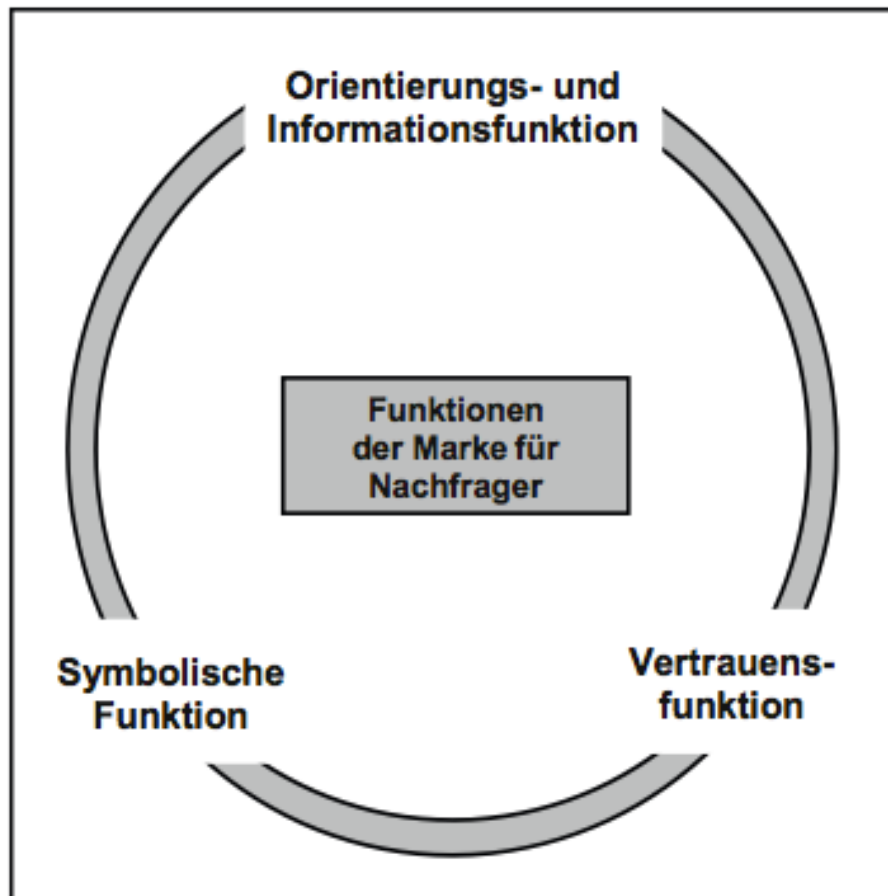 Orientierungs- und
Informationsfunktion
Funktionen
der Marke für
Nachfrager
Symbolische
Funktion
Vertrauens-
funktion